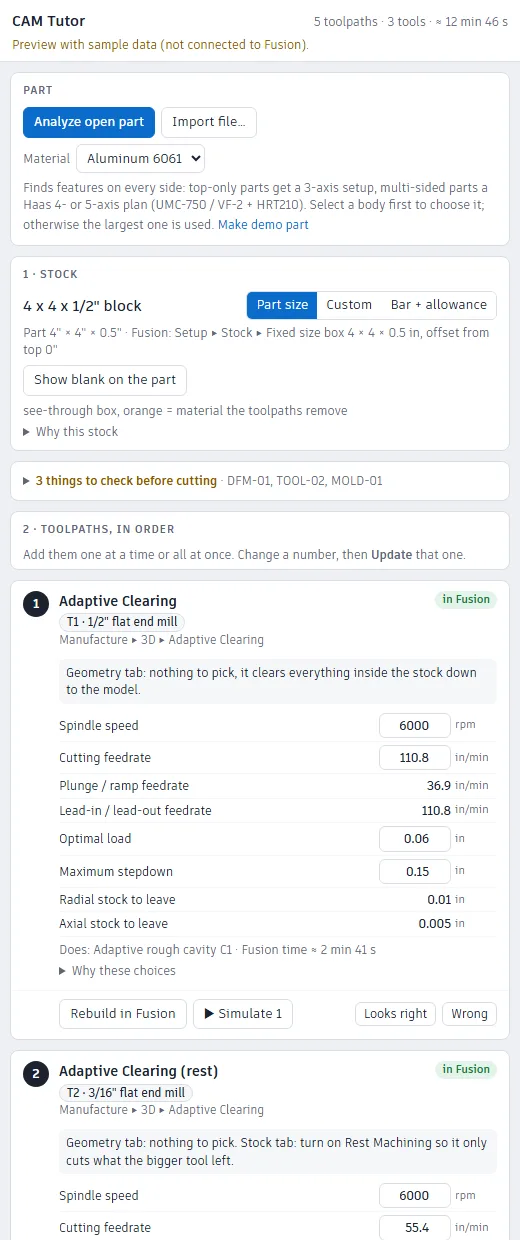 CAM Tutor
5 toolpaths · 3 tools · ≈ 12 min 46 s
Preview with sample data (not connected to Fusion).
PART
Analyze open part
Import file...
Material
Aluminum 6061
Finds features on every side: top-only parts get a 3-axis setup, multi-sided parts a
Haas 4- or 5-axis plan (UMC-750 / VF-2 + HRT210). Select a body first to choose it;
otherwise the largest one is used. Make demo part
1 · STOCK
4 x 4 x 1/2" block
Part size
Custom
Bar + allowance
Part 4" × 4" × 0.5" · Fusion: Setup ▸ Stock ▸ Fixed size box 4 × 4 × 0.5 in, offset from
top 0"
Show blank on the part
see-through box, orange = material the toolpaths remove
▶ Why this stock
▶ 3 things to check before cutting · DFM-01, TOOL-02, MOLD-01
2 · TOOLPATHS, IN ORDER
Add them one at a time or all at once. Change a number, then Update that one.
1
Adaptive Clearing
in Fusion
T1 · 1/2" flat end mill
Manufacture ▸ 3D ▸ Adaptive Clearing
Geometry tab: nothing to pick, it clears everything inside the stock down
to the model.
Spindle speed 6000 rpm
Cutting feedrate 110.8 in/min
Plunge / ramp feedrate 36.9 in/min
Lead-in / lead-out feedrate 110.8 in/min
Optimal load 0.06 in
Maximum stepdown 0.15 in
Radial stock to leave 0.01 in
Axial stock to leave 0.005 in
Does: Adaptive rough cavity C1 · Fusion time ≈ 2 min 41 s
▶ Why these choices
Rebuild in Fusion
▶ Simulate 1
Looks right
Wrong
2
Adaptive Clearing (rest)
in Fusion
T2 · 3/16" flat end mill
Manufacture ▸ 3D ▸ Adaptive Clearing
Geometry tab: nothing to pick. Stock tab: turn on Rest Machining so it only
cuts what the bigger tool left.
Spindle speed 6000 rpm
Cutting feedrate 55.4 in/min